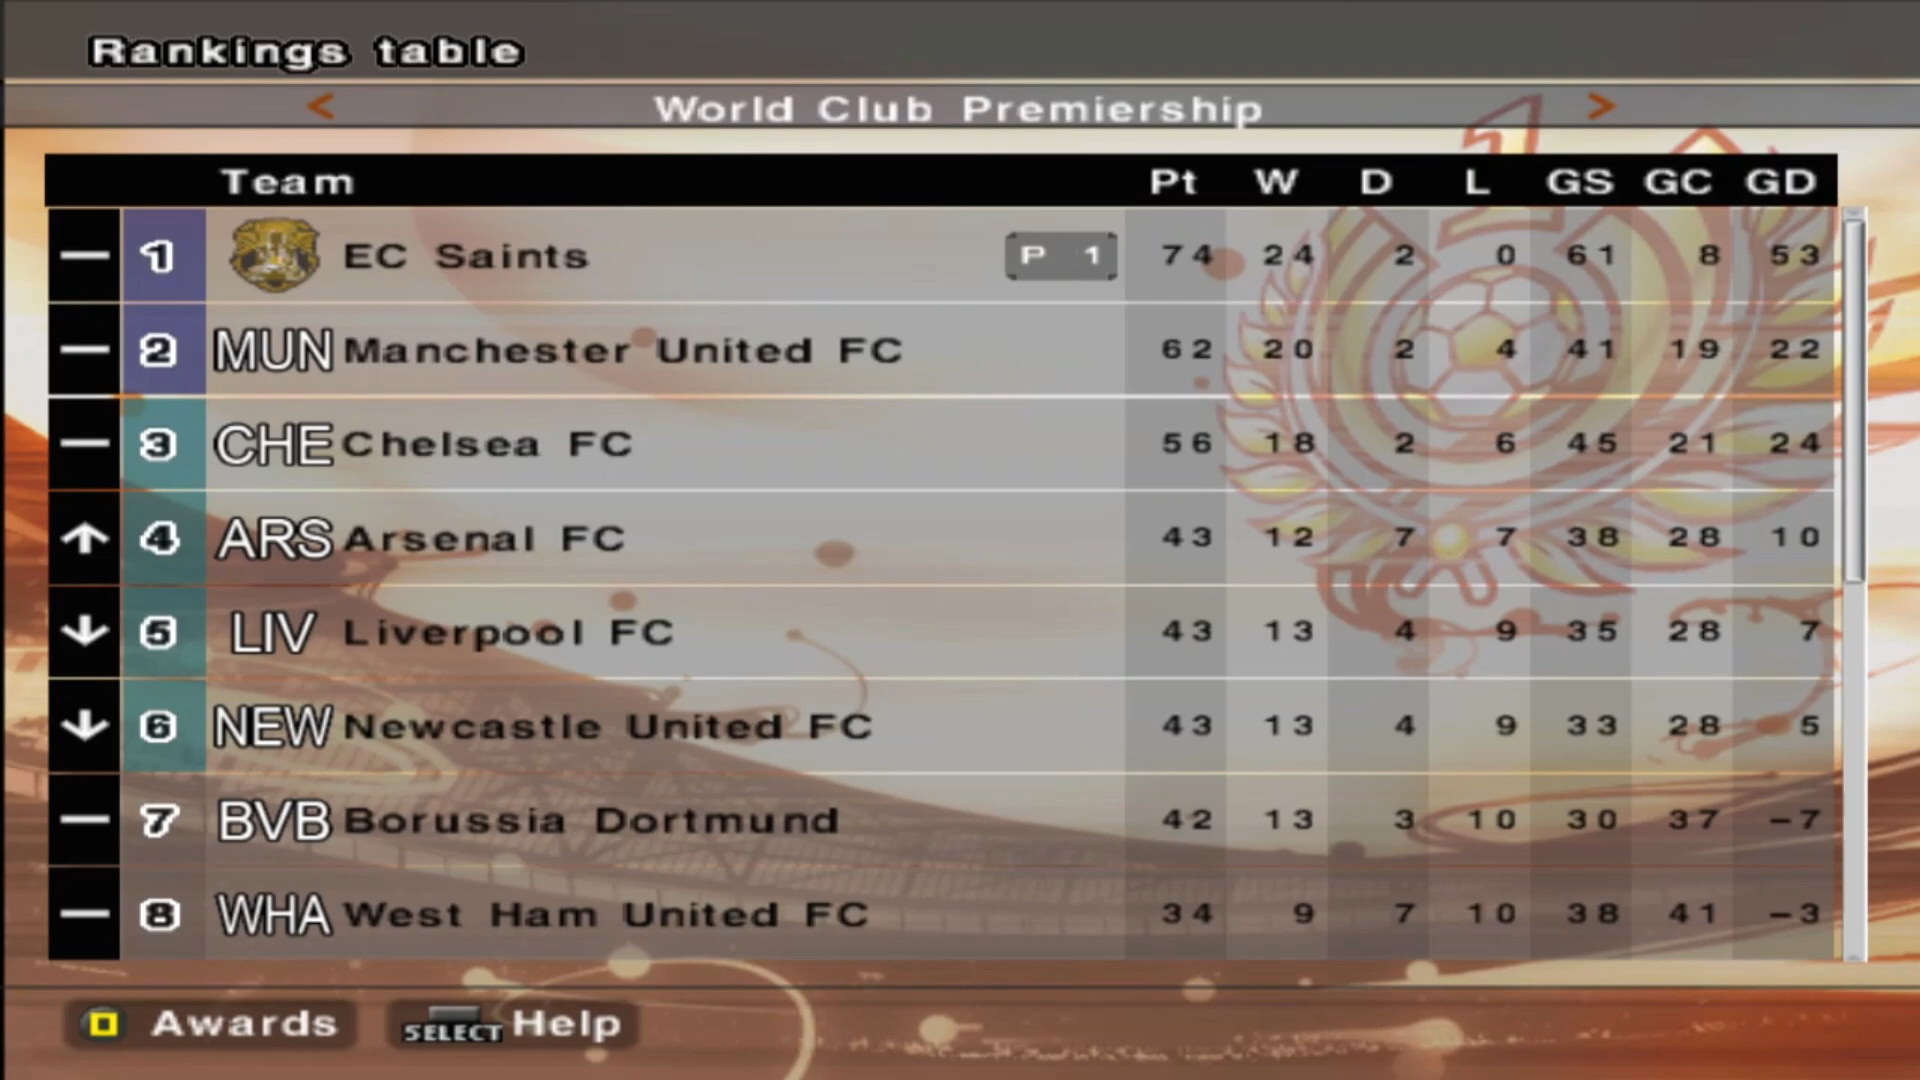 Rankings table
< World Club Premiership >
Team Pt W D L GS GC GD
1 EC Saints P 1 74 24 2 0 61 8 53
2 MUN Manchester United FC 62 20 2 4 41 19 22
3 CHE Chelsea FC 56 18 2 6 45 21 24
4 ARS Arsenal FC 43 12 7 7 38 28 10
5 LIV Liverpool FC 43 13 4 9 35 28 7
6 NEW Newcastle United FC 43 13 4 9 33 28 5
7 BVB Borussia Dortmund 42 13 3 10 30 37 -7
8 WHA West Ham United FC 34 9 7 10 38 41 -3
Awards SELECT Help